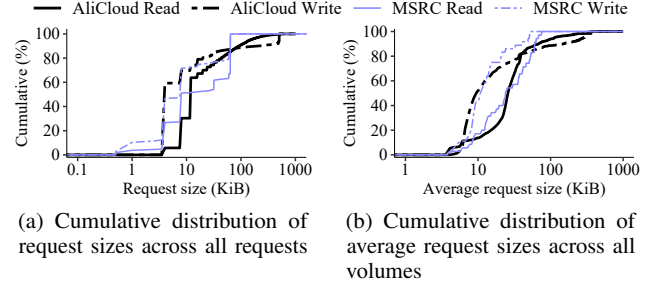 AliCloud Read AliCloud Write MSRC Read MSRC Write
Cumulative (%)
100
80
60
40
20
0
0.1 1 10 100 1000
Request size (KiB)
(a) Cumulative distribution of
request sizes across all requests
Cumulative (%)
100
80
60
40
20
0
1 10 100 1000
Average request size (KiB)
(b) Cumulative distribution of
average request sizes across all
volumes